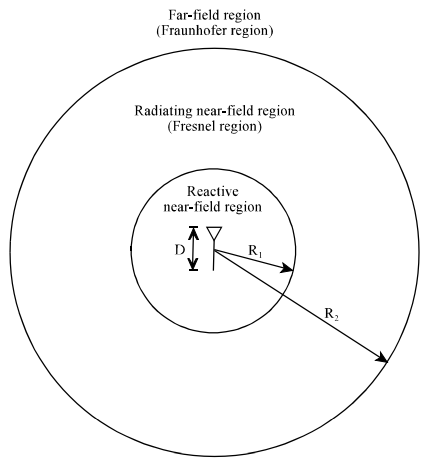 Far-field region
(Fraunhofer region)
Radiating near-field region
(Fresnel region)
Reactive
near-field region
D
R₁
R₂